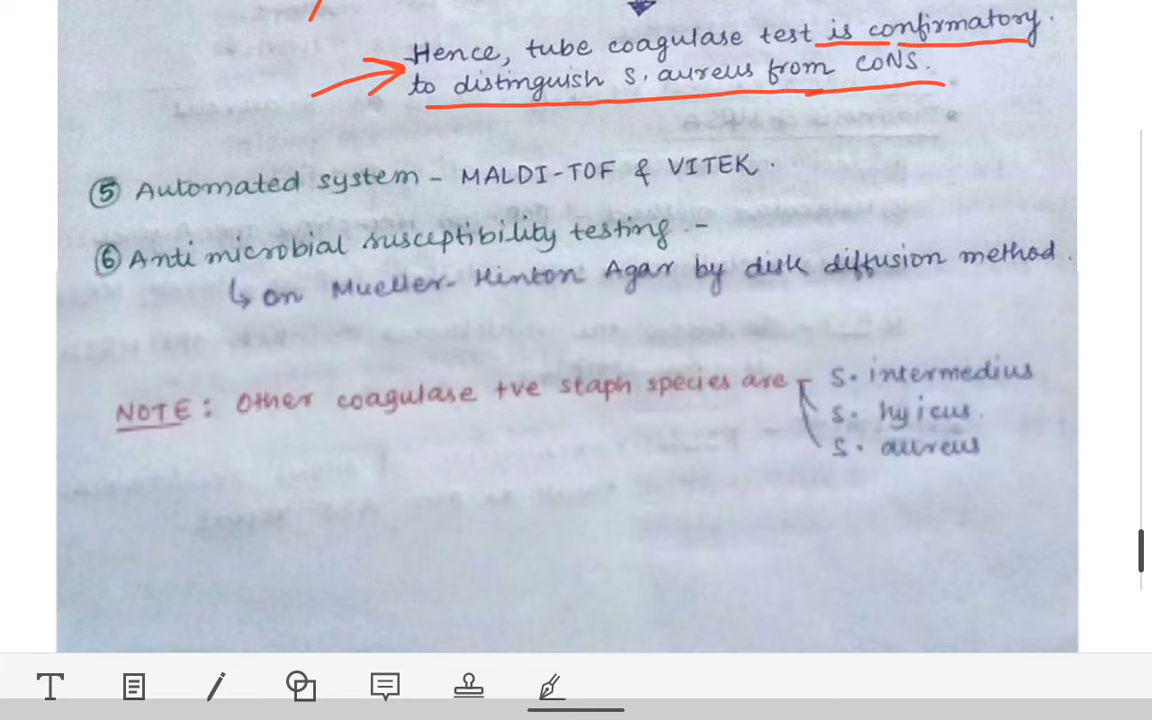 Hence, tube coagulase test is confirmatory.
to distinguish S. aureus from CoNS.
⑤ Automated system - MALDI-TOF & VITEK.
⑥ Anti microbial susceptibility testing. -
↳ on Mueller-Hinton Agar by disk diffusion method.
NOTE: Other coagulase +ve staph species are - S. intermedius
S. hyicus.
S. aureus